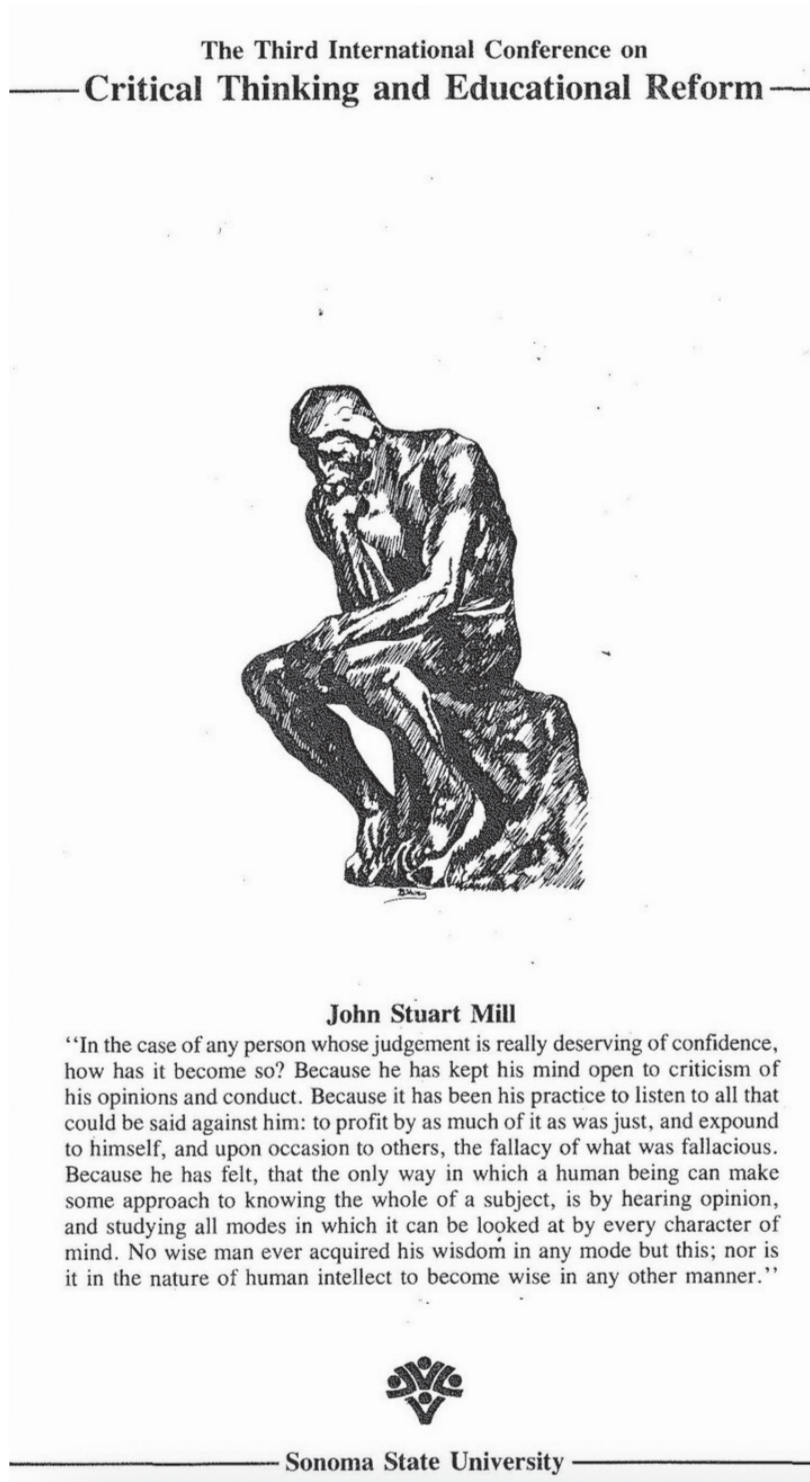 The Third International Conference on
Critical Thinking and Educational Reform
John Stuart Mill
‘‘In the case of any person whose judgement is really deserving of confidence,
how has it become so? Because he has kept his mind open to criticism of
his opinions and conduct. Because it has been his practice to listen to all that
could be said against him: to profit by as much of it as was just, and expound
to himself, and upon occasion to others, the fallacy of what was fallacious.
Because he has felt, that the only way in which a human being can make
some approach to knowing the whole of a subject, is by hearing opinion,
and studying all modes in which it can be looked at by every character of
mind. No wise man ever acquired his wisdom in any mode but this; nor is
it in the nature of human intellect to become wise in any other manner.’’
Sonoma State University